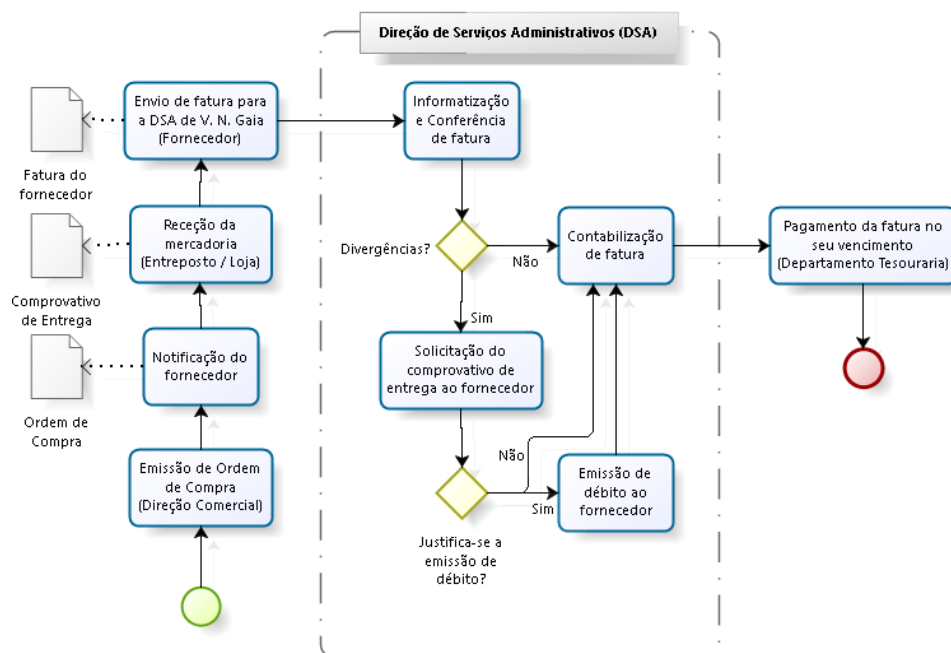 Direção de Serviços Administrativos (DSA)
Envio de fatura para
a DSA de V. N. Gaia
(Fornecedor)
Informatização
e Conferência
de fatura
Fatura do
fornecedor
Receção da
mercadoria
(Entreposto / Loja)
Divergências?
Não
Contabilização
de fatura
Pagamento da fatura no
seu vencimento
(Departamento Tesouraria)
Comprovativo
de Entrega
Sim
Notificação do
fornecedor
Solicitação do
comprovativo de
entrega ao fornecedor
Ordem de
Compra
Emissão de Ordem
de Compra
(Direção Comercial)
Não
Sim
Emissão de
débito ao
fornecedor
Justifica-se a
emissão de
débito?